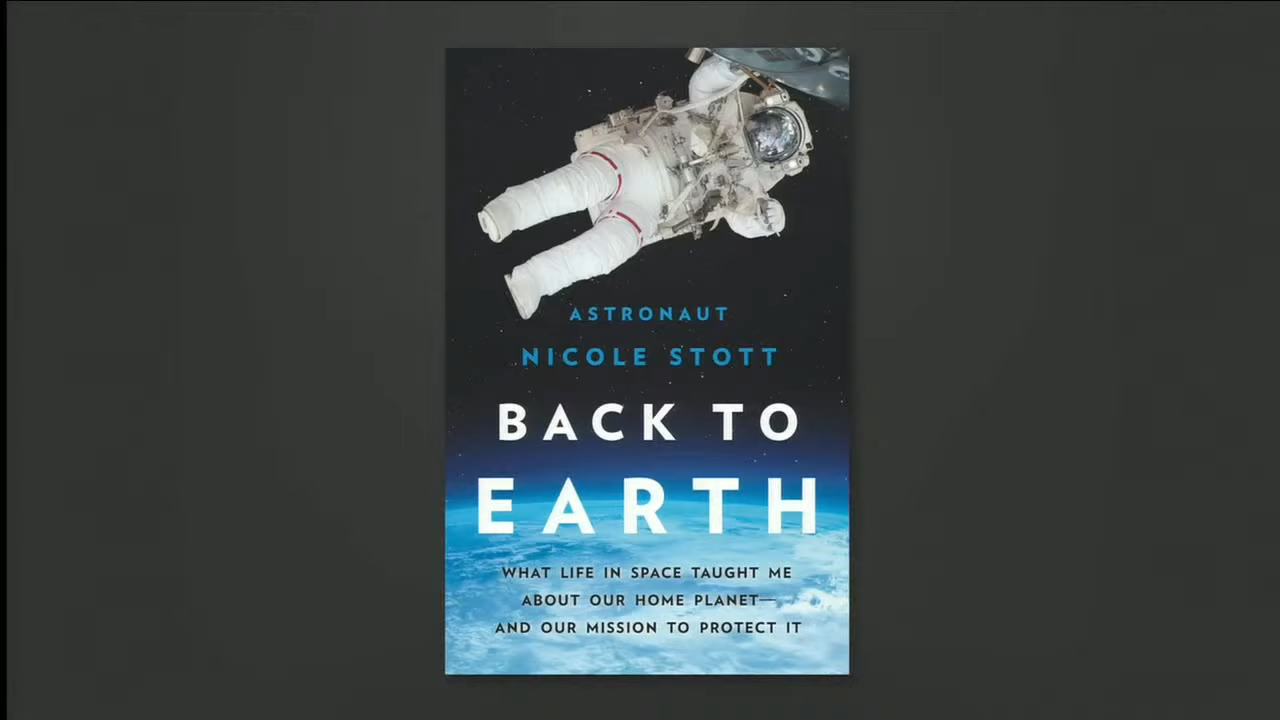 ASTRONAUT
NICOLE STOTT
BACK TO
EARTH
WHAT LIFE IN SPACE TAUGHT ME
ABOUT OUR HOME PLANET—
AND OUR MISSION TO PROTECT IT